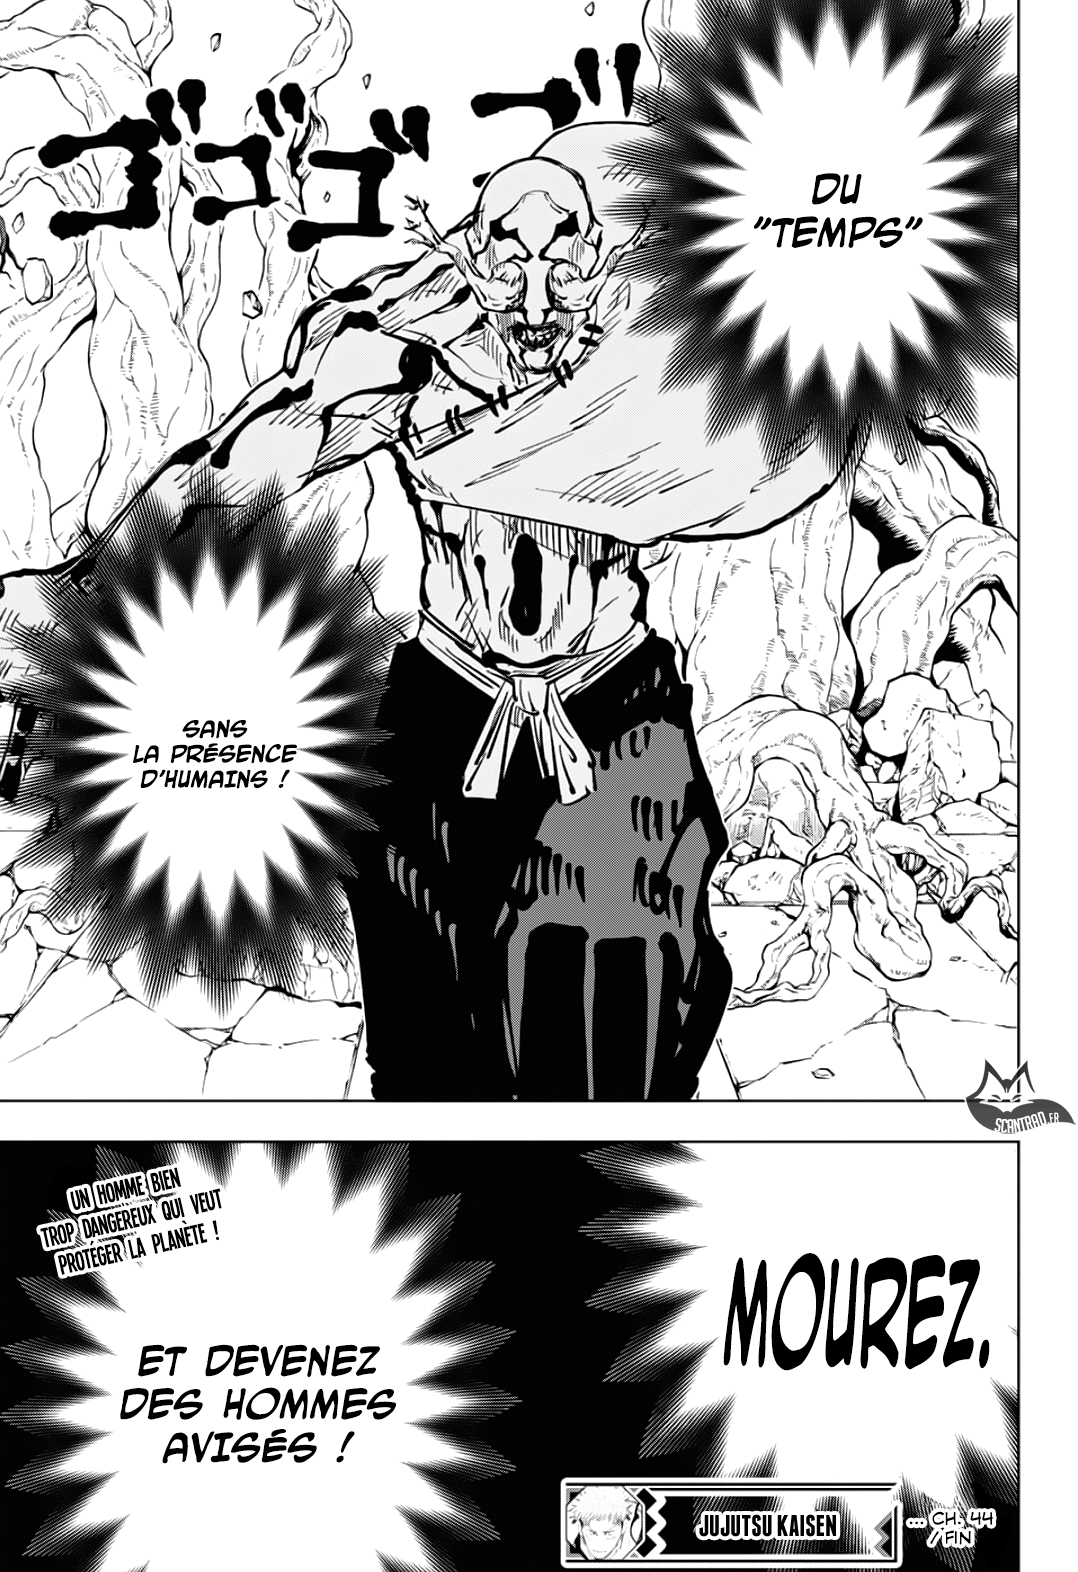 DU
"TEMPS"
ゴゴゴゴ
SANS
LA PRÉSENCE
D'HUMAINS !
SCANTRAD.FR
MOUREZ.
UN HOMME BIEN
TROP DANGEREUX QUI VEUT
PROTÉGER LA PLANÈTE !
ET DEVENEZ
DES HOMMES
AVISÉS !
JUJUTSU KAISEN
... CH. 44
/ FIN